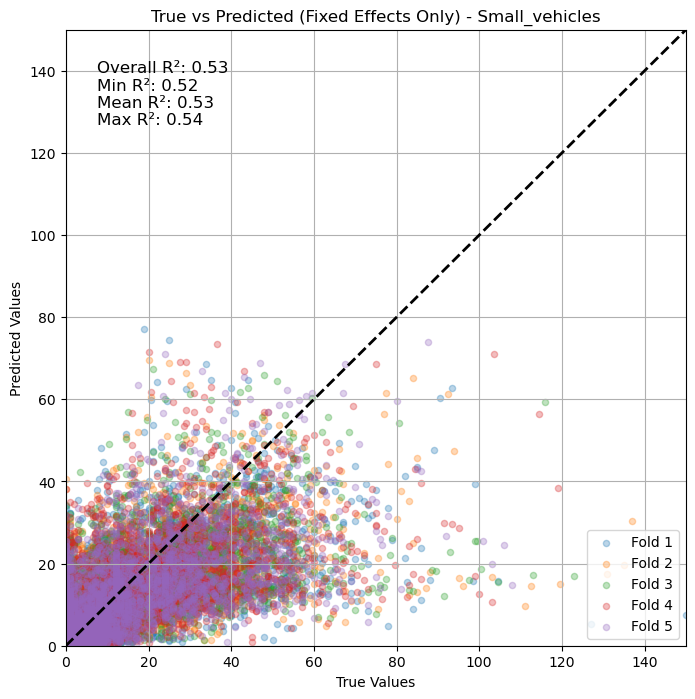 True vs Predicted (Fixed Effects Only) - Small_vehicles
Overall R²: 0.53
Min R²: 0.52
Mean R²: 0.53
Max R²: 0.54
Predicted Values
140
120
100
80
60
40
20
0
0 20 40 60 80 100 120 140
True Values
Fold 1
Fold 2
Fold 3
Fold 4
Fold 5